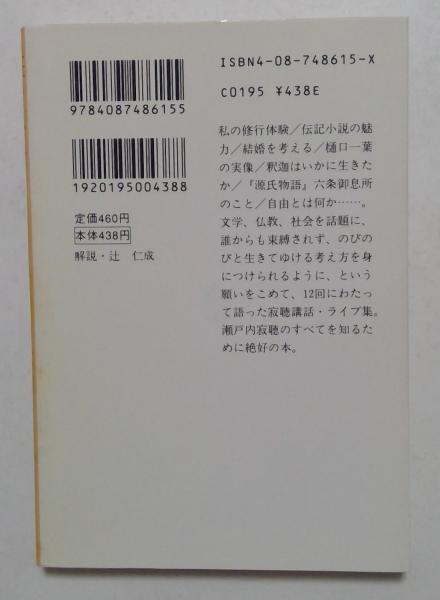 ISBN4-08-748615-X
C0195 ¥438E
9784087486155
1920195004388
定価460円
本体438円
解説・辻　仁成
私の修行体験／伝記小説の魅
力／結婚を考える／樋口一葉
の実像／釈迦はいかに生きた
か／『源氏物語』六条御息所
のこと／自由とは何か……。
文学、仏教、社会を話題に、
誰からも束縛されず、のびの
びと生きてゆける考え方を身
につけられるように、という
願いをこめて、12回にわたっ
て語った寂聴講話・ライブ集。
瀬戸内寂聴のすべてを知るた
めに絶好の本。